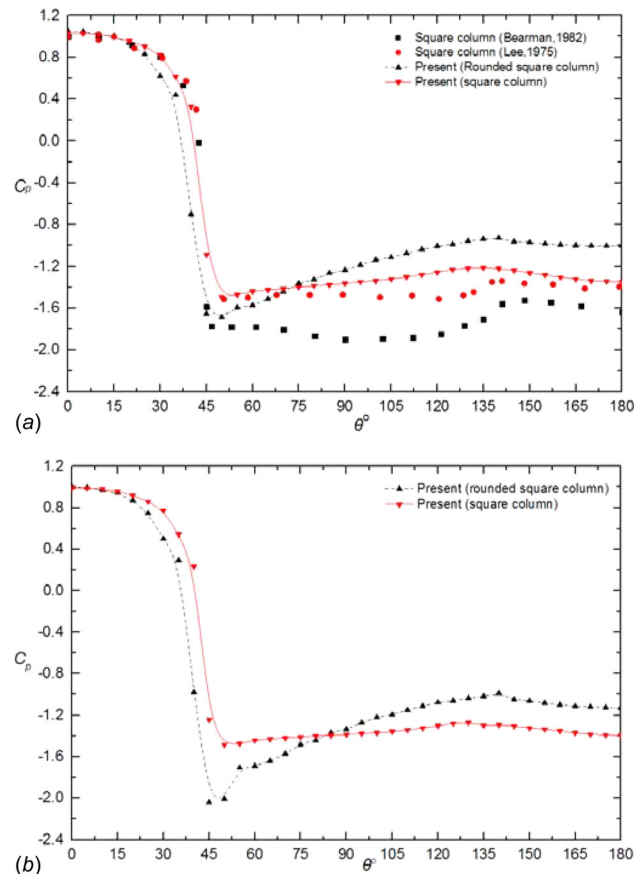 1.2
0.8
0.4
0.0
-0.4
-0.8
-1.2
-1.6
-2.0
-2.4
Cₚ
Square column (Bearman,1982)
Square column (Lee,1975)
Present (Rounded square column)
Present (square column)
0 15 30 45 60 75 90 105 120 135 150 165 180
θ°
(a)
1.2
0.8
0.4
0.0
-0.4
-0.8
-1.2
-1.6
-2.0
-2.4
Cₚ
Present (rounded square column)
Present (square column)
0 15 30 45 60 75 90 105 120 135 150 165 180
θ°
(b)